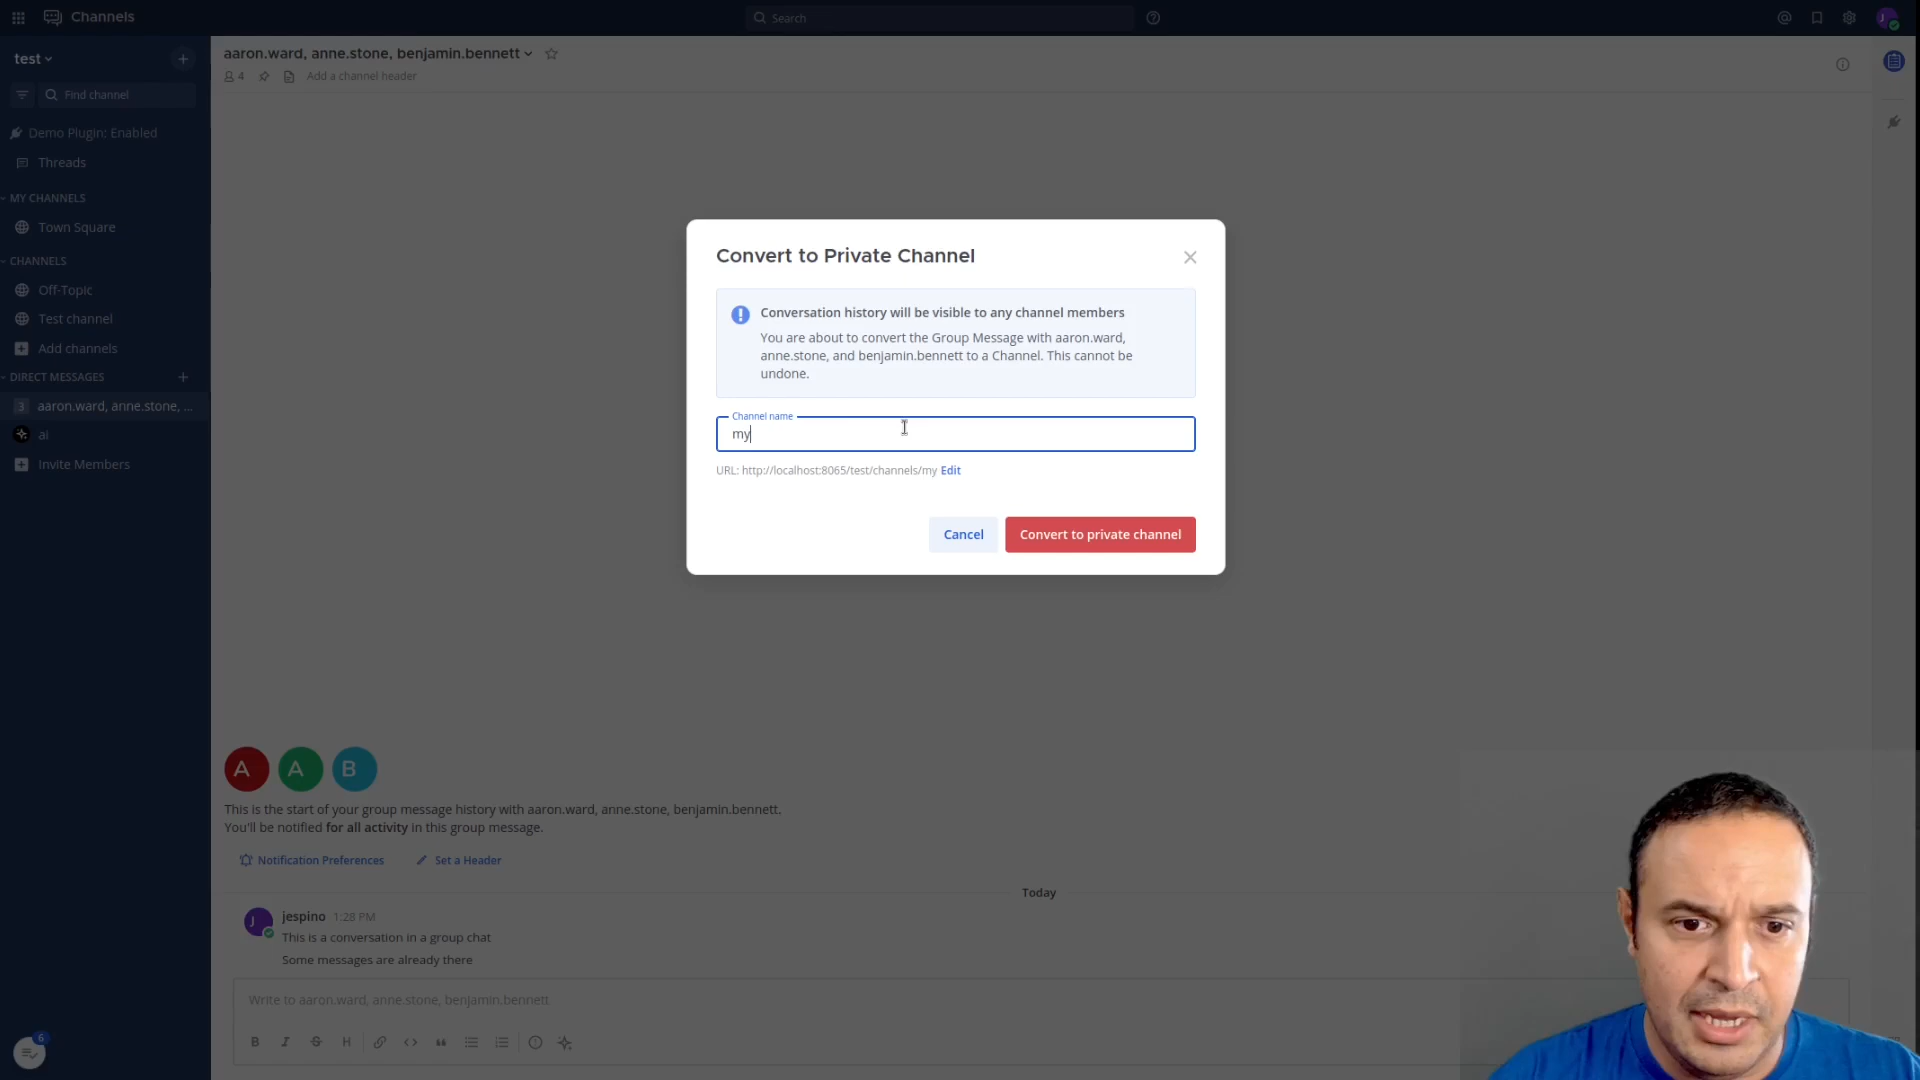 Channels
Search
J
test
aaron.ward, anne.stone, benjamin.bennett
4
Add a channel header
Find channel
Demo Plugin: Enabled
Threads
MY CHANNELS
Town Square
CHANNELS
Off-Topic
Test channel
Add channels
DIRECT MESSAGES
3 aaron.ward, anne.stone, ...
ai
Invite Members
Convert to Private Channel
Conversation history will be visible to any channel members
You are about to convert the Group Message with aaron.ward,
anne.stone, and benjamin.bennett to a Channel. This cannot be
undone.
Channel name
my
URL: http://localhost:8065/test/channels/my Edit
Cancel
Convert to private channel
A A B
This is the start of your group message history with aaron.ward, anne.stone, benjamin.bennett.
You'll be notified for all activity in this group message.
Notification Preferences
Set a Header
Today
J
jespino 1:28 PM
This is a conversation in a group chat
Some messages are already there
Write to aaron.ward, anne.stone, benjamin.bennett
B I S H
6